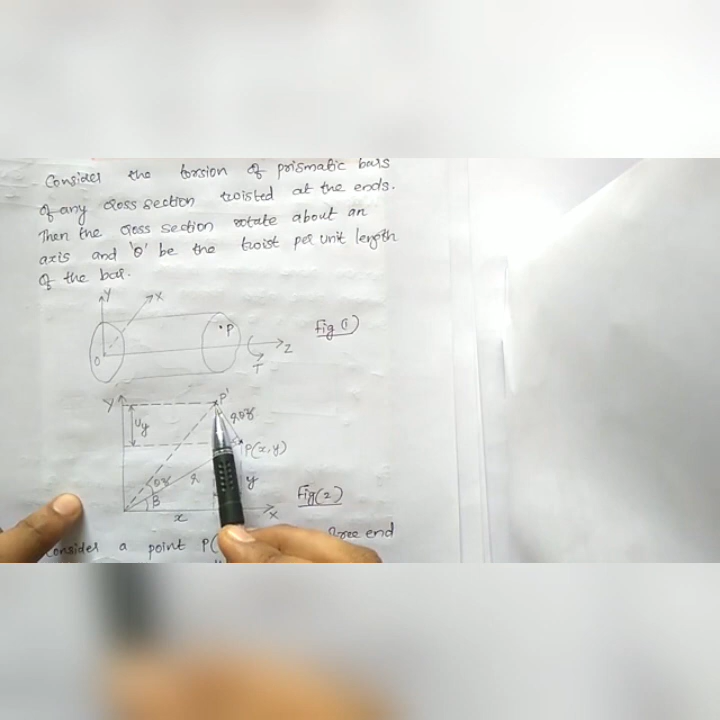 Consider the torsion of prismatic bars
of any cross section twisted at the ends.
Then the cross section rotate about an
axis and 'θ' be the twist per unit length
of the bar.
Y
X
P
O
Z
T
Fig (1)
Y
P'
Uy
r.θz
P(x,y)
θz
r
β
y
x
X
Fig (2)
Consider a point P( free end